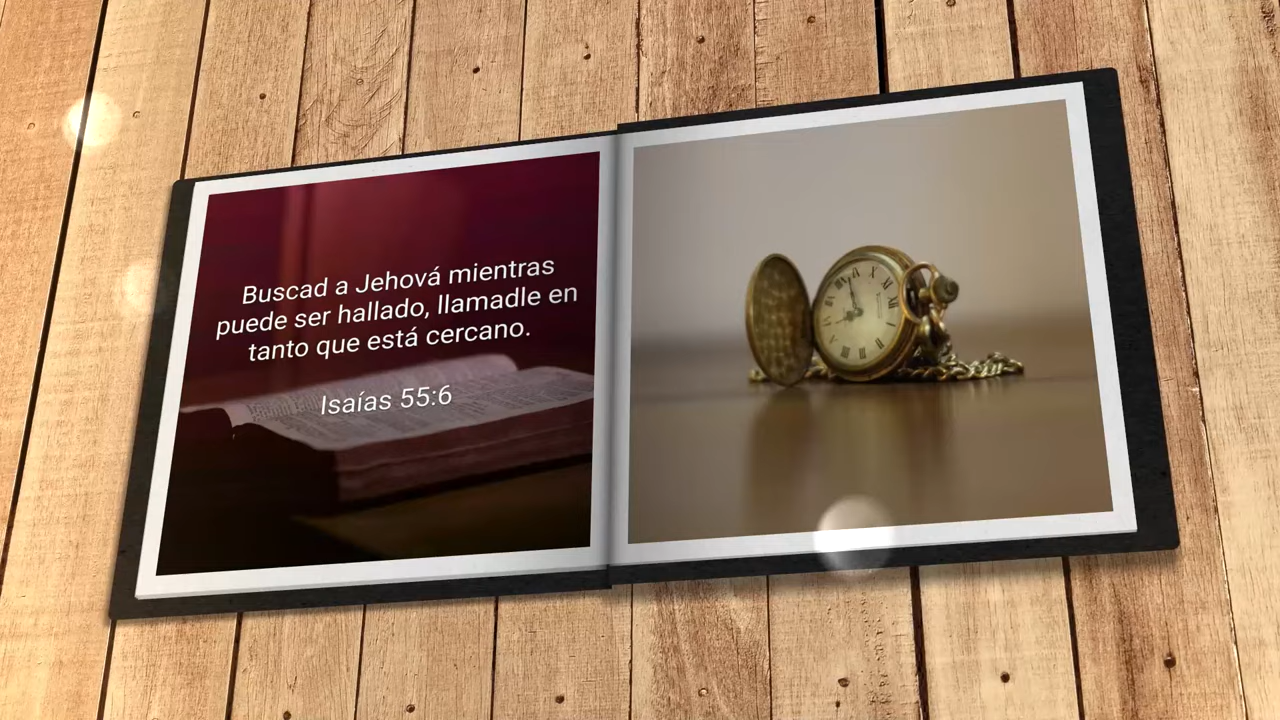 Buscad a Jehová mientras
puede ser hallado, llamadle en
tanto que está cercano.
Isaías 55:6